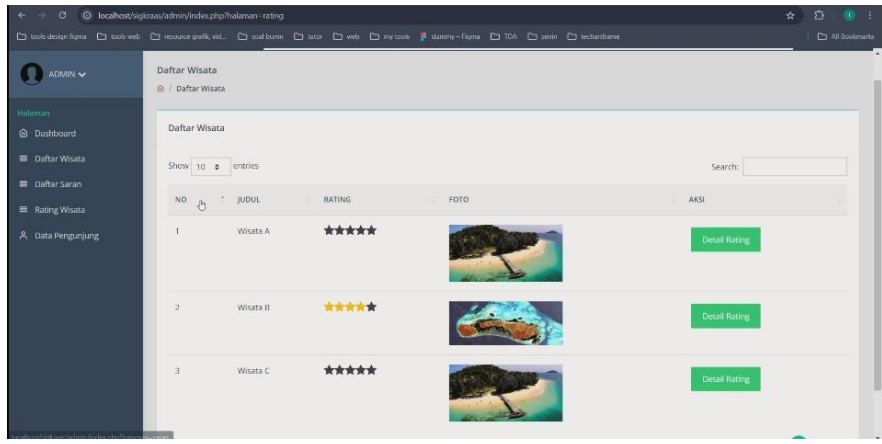 localhost/sigkraas/admin/index.php?halaman=rating
tools design figma tools web resource grafik, vid... soal bumn tutor web my tools dummy – Figma TDA senin techarthame All Bookmarks
ADMIN
Daftar Wisata
/ Daftar Wisata
Halaman
Dashboard
Daftar Wisata
Daftar Saran
Rating Wisata
Data Pengunjung
Daftar Wisata
Show 10 entries
Search:
NO JUDUL RATING FOTO AKSI
1 Wisata A Detail Rating
2 Wisata B Detail Rating
3 Wisata C Detail Rating